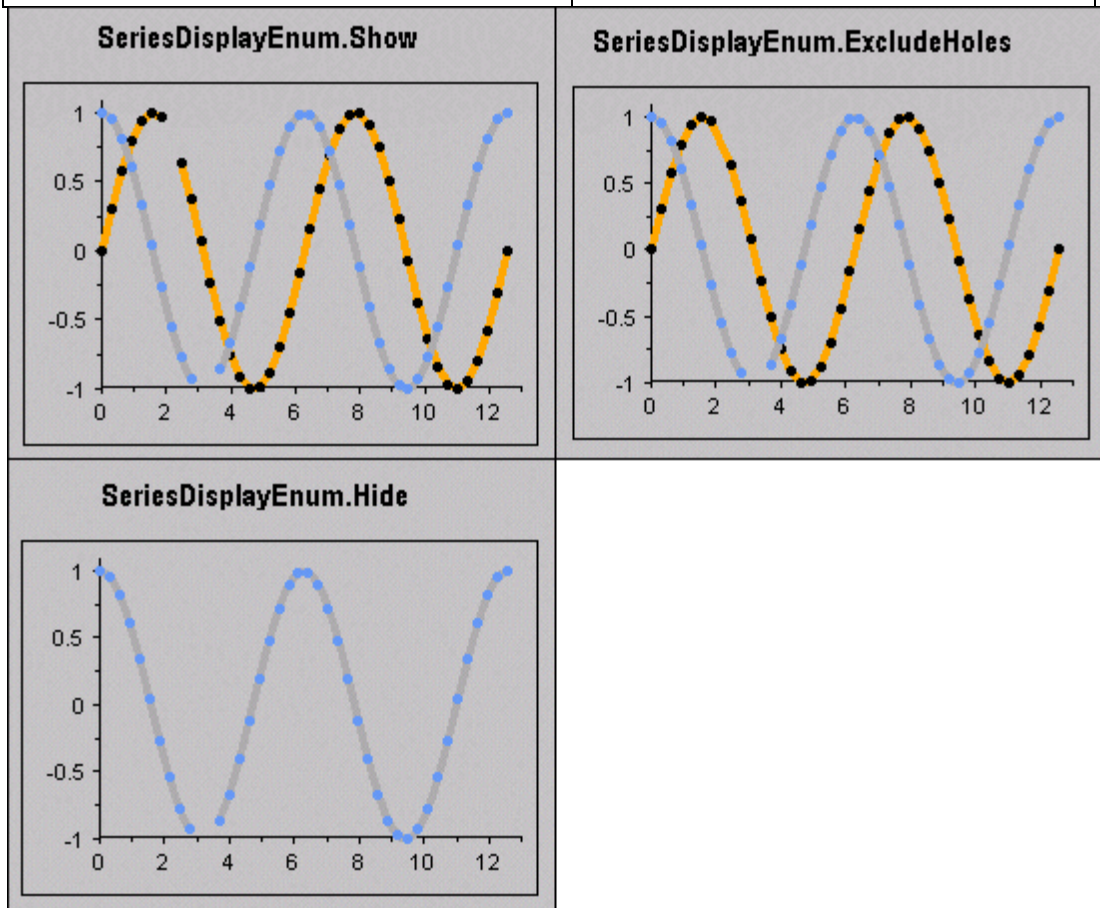 SeriesDisplayEnum.Show
1
0.5
0
-0.5
-1
0 2 4 6 8 10 12
SeriesDisplayEnum.ExcludeHoles
1
0.5
0
-0.5
-1
0 2 4 6 8 10 12
SeriesDisplayEnum.Hide
1
0.5
0
-0.5
-1
0 2 4 6 8 10 12